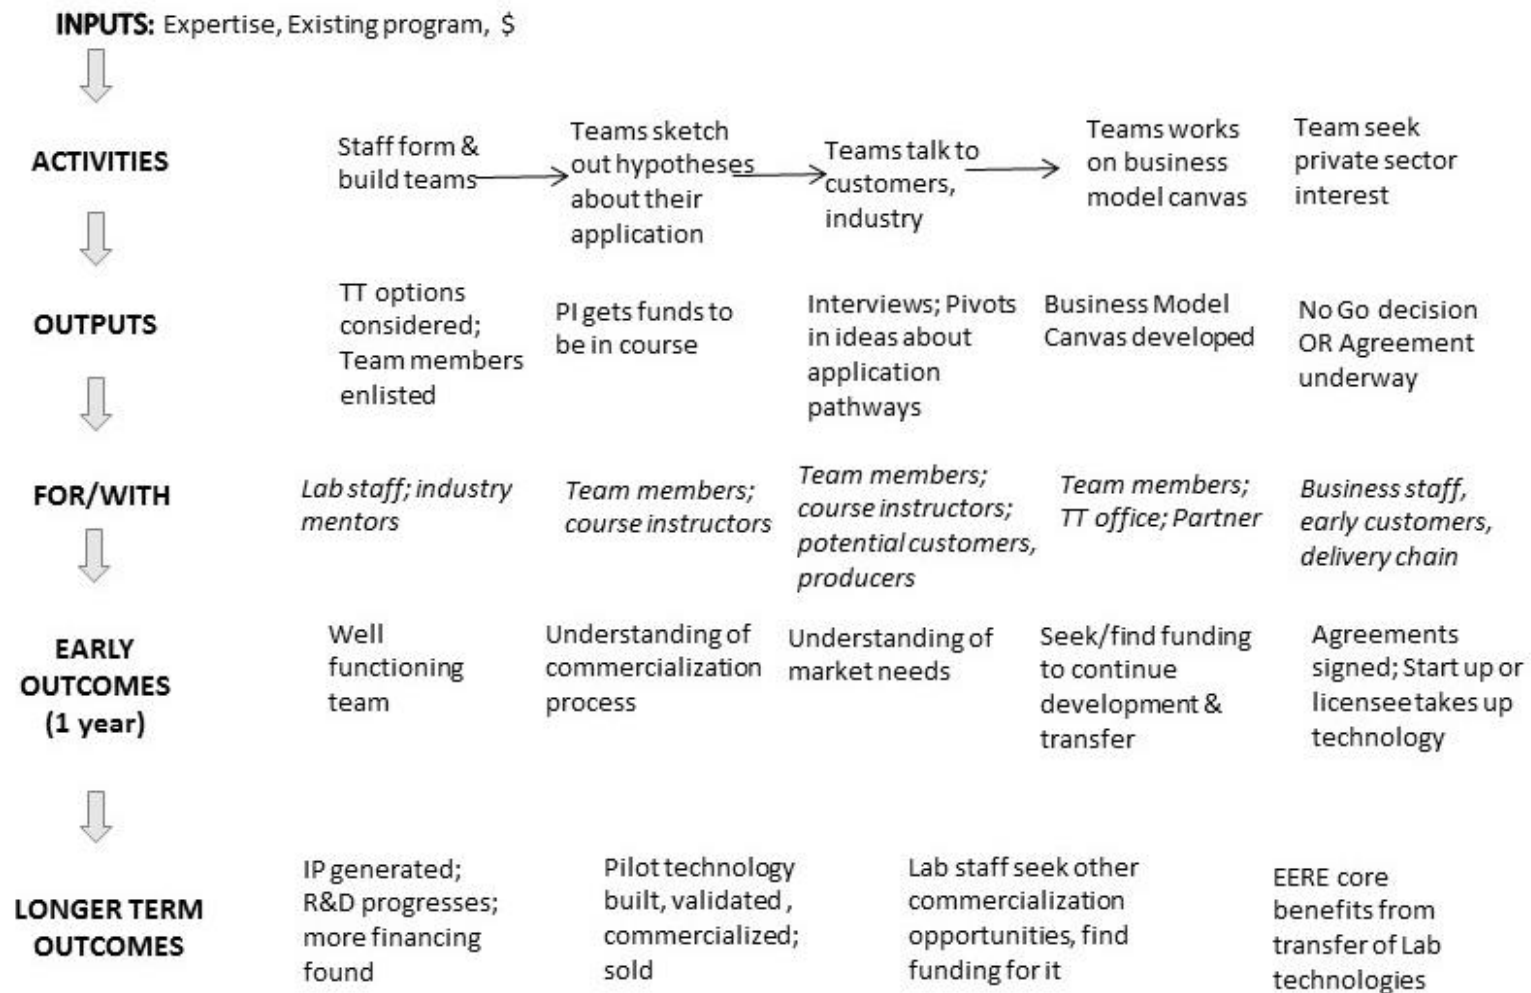 INPUTS: Expertise, Existing program, $
ACTIVITIES
Staff form &
build teams
Teams sketch
out hypotheses
about their
application
Teams talk to
customers,
industry
Teams works
on business
model canvas
Team seek
private sector
interest
OUTPUTS
TT options
considered;
Team members
enlisted
PI gets funds to
be in course
Interviews; Pivots
in ideas about
application
pathways
Business Model
Canvas developed
No Go decision
OR Agreement
underway
FOR/WITH
Lab staff; industry
mentors
Team members;
course instructors
Team members;
course instructors;
potential customers,
producers
Team members;
TT office; Partner
Business staff,
early customers,
delivery chain
EARLY
OUTCOMES
(1 year)
Well
functioning
team
Understanding of
commercialization
process
Understanding of
market needs
Seek/find funding
to continue
development &
transfer
Agreements
signed; Start up or
licensee takes up
technology
LONGER TERM
OUTCOMES
IP generated;
R&D progresses;
more financing
found
Pilot technology
built, validated ,
commercialized;
sold
Lab staff seek other
commercialization
opportunities, find
funding for it
EERE core
benefits from
transfer of Lab
technologies